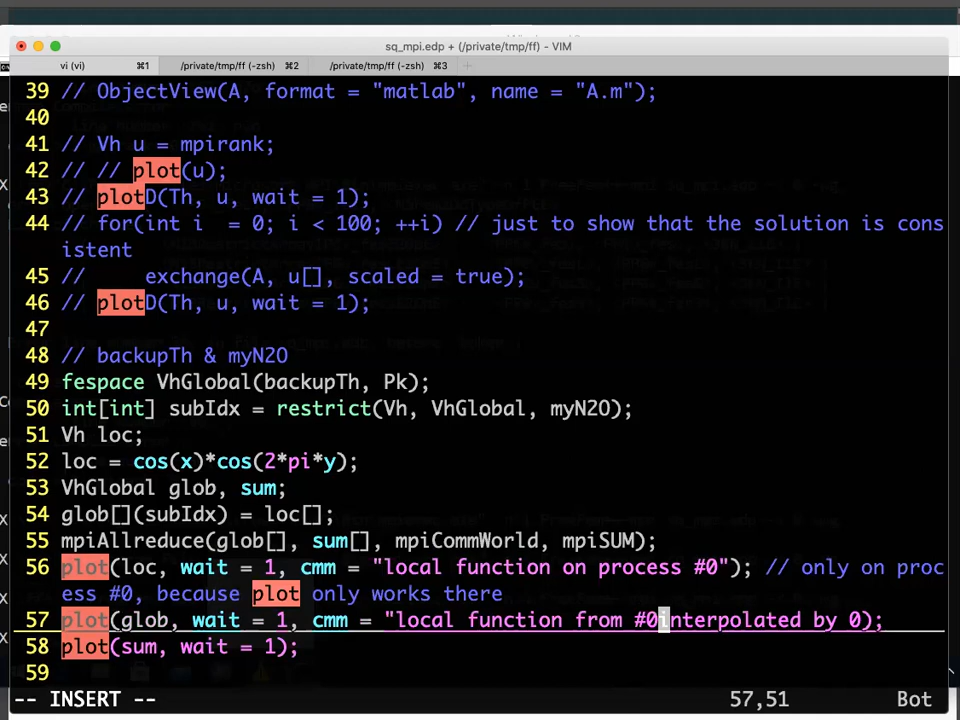 sq_mpi.edp + (/private/tmp/ff) - VIM
vi (vi) ⌘1 /private/tmp/ff (-zsh) ⌘2 /private/tmp/ff (-zsh) ⌘3 +
39 // ObjectView(A, format = "matlab", name = "A.m");
40
41 // Vh u = mpirank;
42 // // plot(u);
43 // plotD(Th, u, wait = 1);
44 // for(int i  = 0; i < 100; ++i) // just to show that the solution is cons
istent
45 //     exchange(A, u[], scaled = true);
46 // plotD(Th, u, wait = 1);
47
48 // backupTh & myN2O
49 fespace VhGlobal(backupTh, Pk);
50 int[int] subIdx = restrict(Vh, VhGlobal, myN2O);
51 Vh loc;
52 loc = cos(x)*cos(2*pi*y);
53 VhGlobal glob, sum;
54 glob[](subIdx) = loc[];
55 mpiAllreduce(glob[], sum[], mpiCommWorld, mpiSUM);
56 plot(loc, wait = 1, cmm = "local function on process #0"); // only on proc
ess #0, because plot only works there
57 plot(glob, wait = 1, cmm = "local function from #0interpolated by 0);
58 plot(sum, wait = 1);
59
-- INSERT -- 57,51 Bot